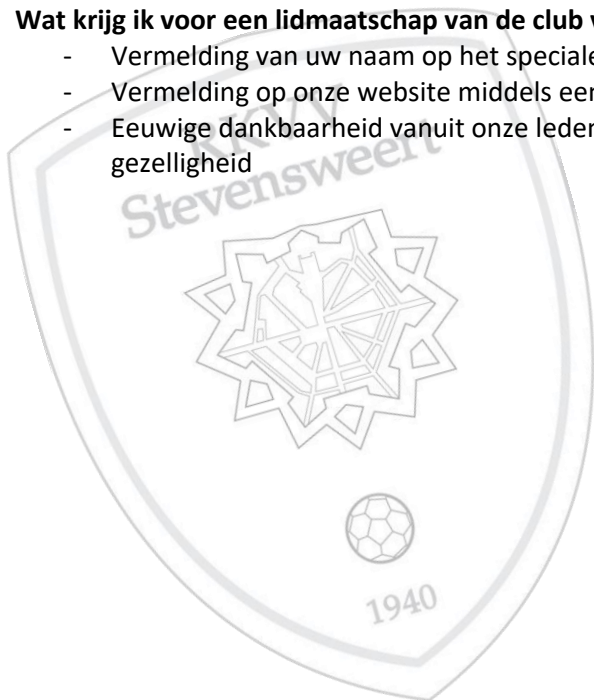 Wat krijg ik voor een lidmaatschap van de club v
- Vermelding van uw naam op het speciale
- Vermelding op onze website middels een
- Eeuwige dankbaarheid vanuit onze leden
gezelligheid
RKVV
Stevensweert
1940